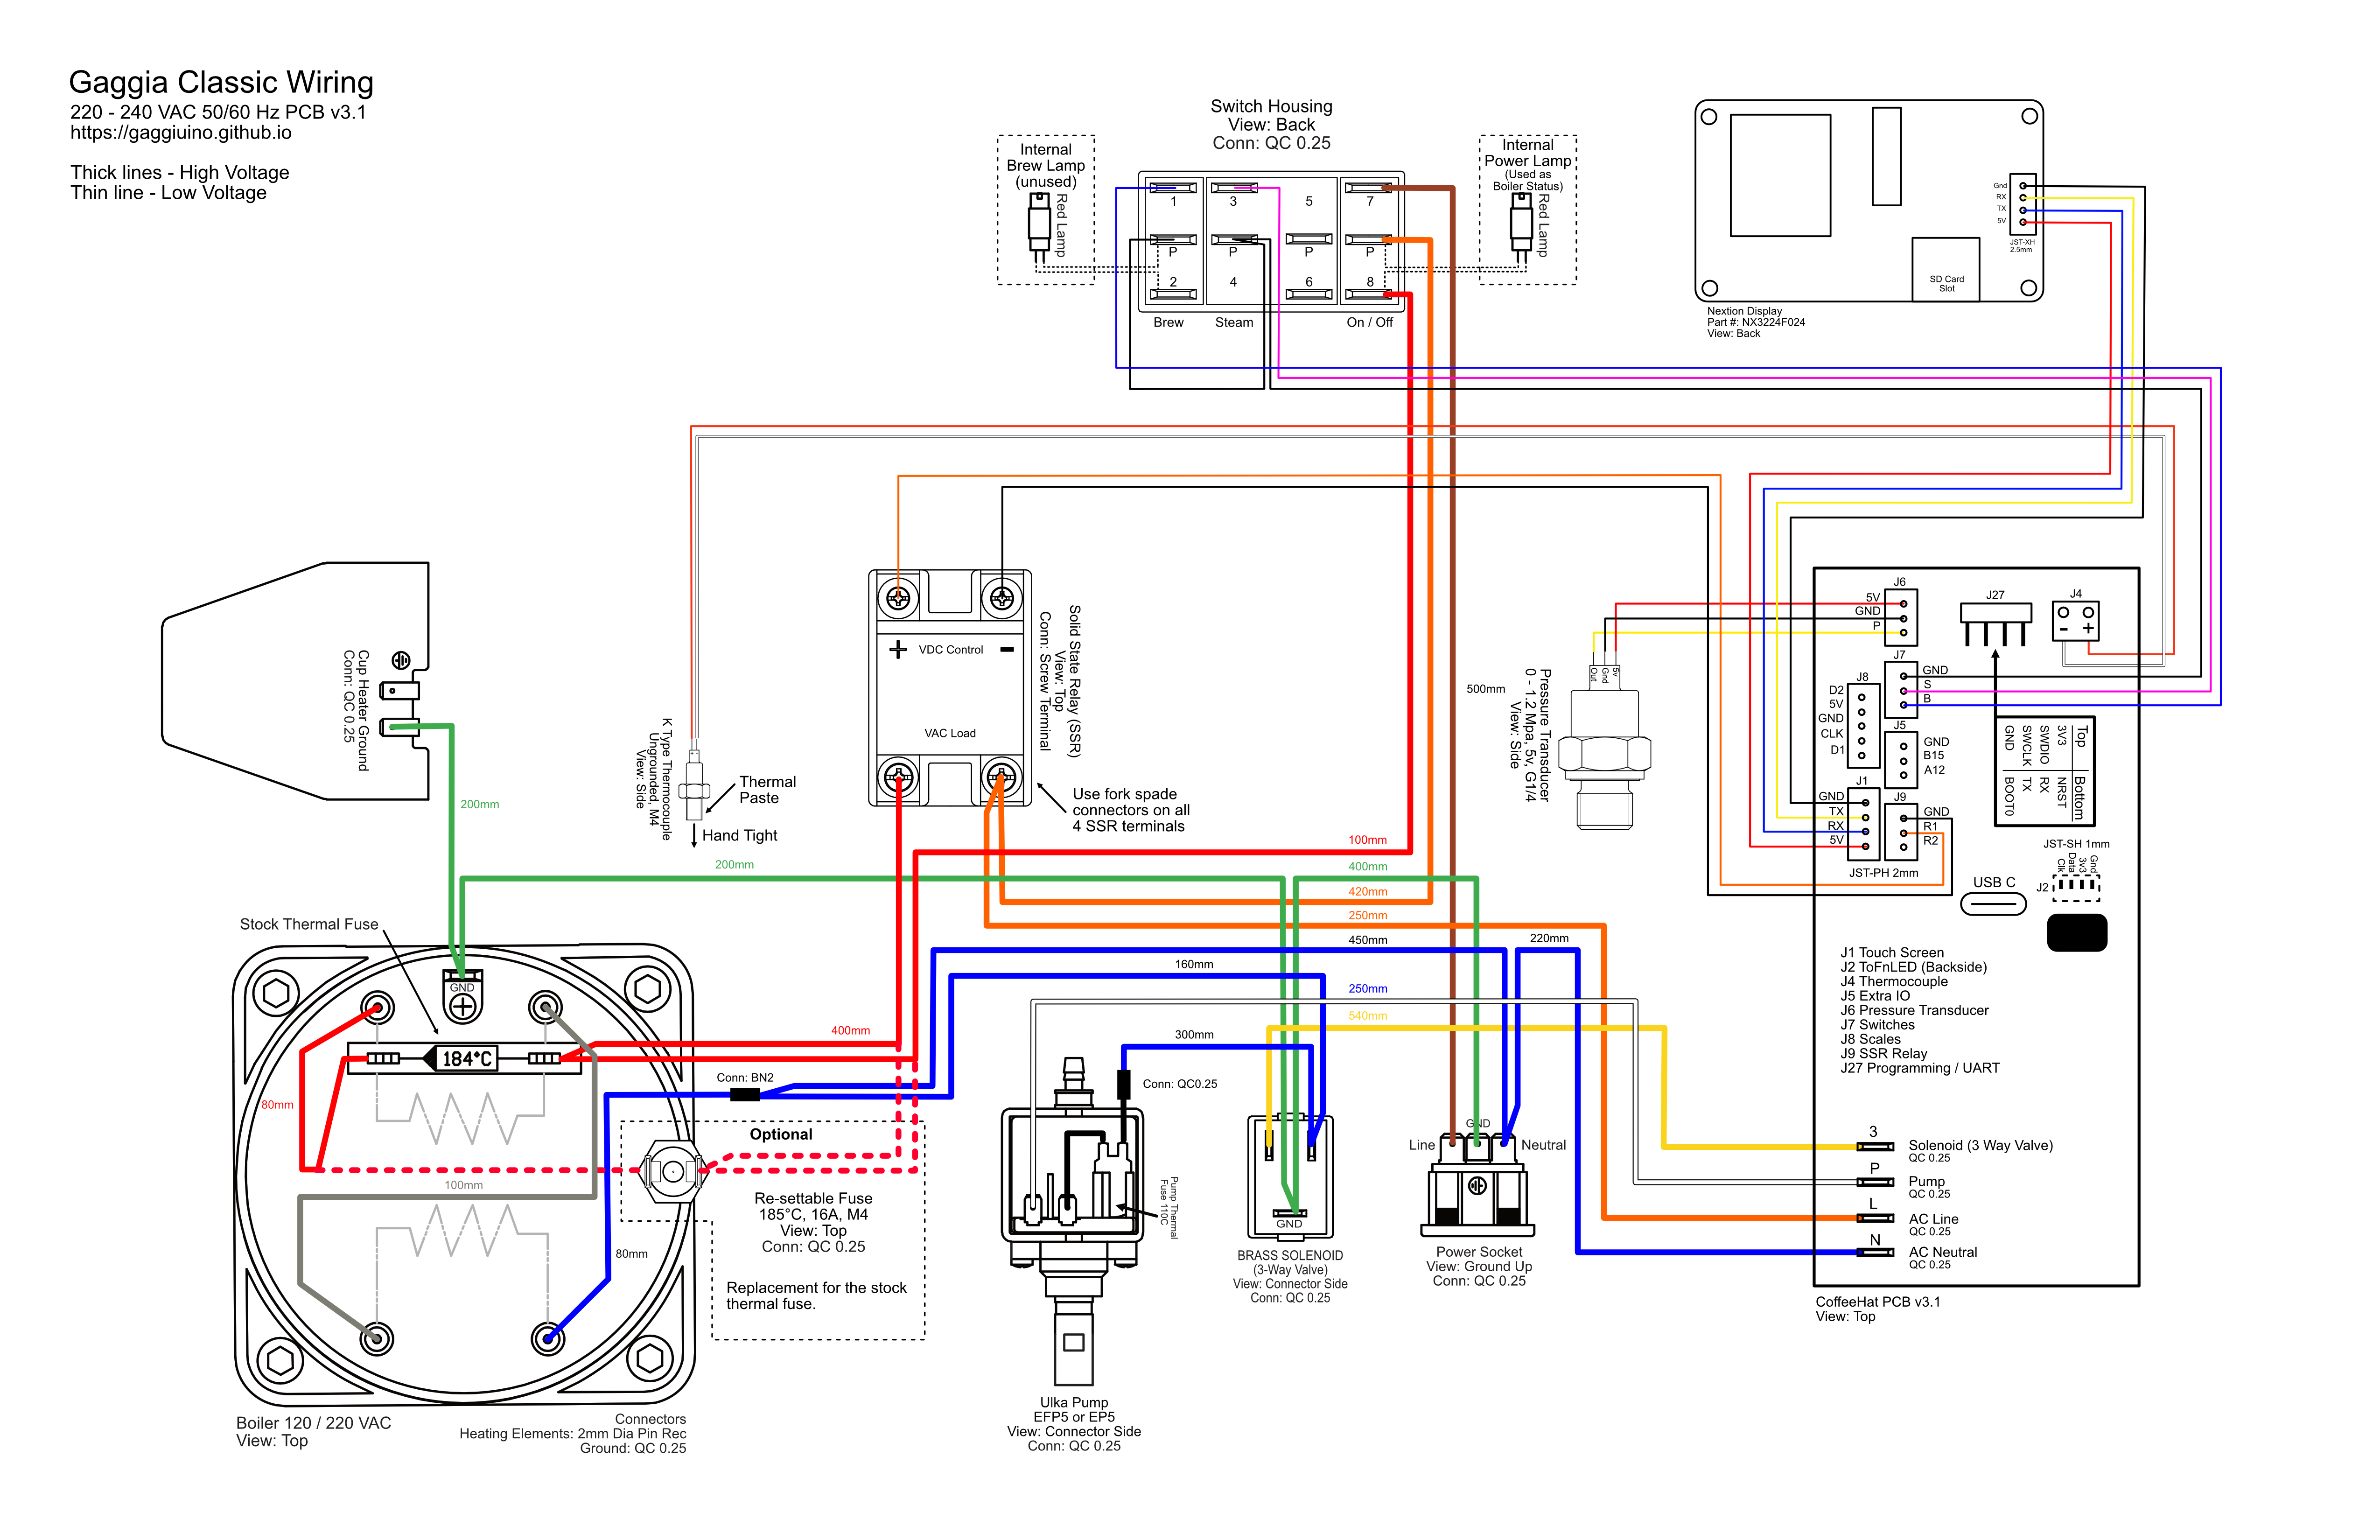 Gaggia Classic Wiring
220 - 240 VAC 50/60 Hz PCB v3.1
https://gaggiuino.github.io
Thick lines - High Voltage
Thin line - Low Voltage
Switch Housing
View: Back
Conn: QC 0.25
Internal
Brew Lamp
(unused)
Red Lamp
1
3
5
7
P
P
P
P
2
4
6
8
Brew
Steam
On / Off
Internal
Power Lamp
(Used as
Boiler Status)
Red Lamp
Gnd
RX
TX
5V
JST-XH
2.5mm
SD Card
Slot
Nextion Display
Part #: NX3224F024
View: Back
Cup Heater Ground
Conn: QC 0.25
200mm
K Type Thermocouple
Ungrounded, M4
View: Side
Thermal
Paste
Hand Tight
VDC Control
VAC Load
Solid State Relay (SSR)
View: Top
Conn: Screw Terminal
Use fork spade
connectors on all
4 SSR terminals
500mm
Out
Gnd
5v
Pressure Transducer
0 - 1.2 Mpa, 5v, G1/4
View: Side
J6
5V
GND
P
J27
J4
-
+
J7
GND
S
B
J8
D2
5V
GND
CLK
D1
J5
GND
B15
A12
J1
GND
TX
RX
5V
J9
GND
R1
R2
JST-PH 2mm
Top
Bottom
3V3
NRST
SWDIO
RX
SWCLK
TX
GND
BOOT0
JST-SH 1mm
Gnd
3v3
Data
Clk
J2
USB C
J1 Touch Screen
J2 ToFnLED (Backside)
J4 Thermocouple
J5 Extra IO
J6 Pressure Transducer
J7 Switches
J8 Scales
J9 SSR Relay
J27 Programming / UART
3
Solenoid (3 Way Valve)
QC 0.25
P
Pump
QC 0.25
L
AC Line
QC 0.25
N
AC Neutral
QC 0.25
CoffeeHat PCB v3.1
View: Top
100mm
200mm
400mm
420mm
250mm
450mm
220mm
160mm
250mm
540mm
300mm
400mm
Stock Thermal Fuse
GND
184°C
80mm
100mm
80mm
Conn: BN2
Optional
Re-settable Fuse
185°C, 16A, M4
View: Top
Conn: QC 0.25
Replacement for the stock
thermal fuse.
Boiler 120 / 220 VAC
View: Top
Connectors
Heating Elements: 2mm Dia Pin Rec
Ground: QC 0.25
Conn: QC0.25
Pump Thermal
Fuse 110C
Ulka Pump
EFP5 or EP5
View: Connector Side
Conn: QC 0.25
GND
BRASS SOLENOID
(3-Way Valve)
View: Connector Side
Conn: QC 0.25
Line
GND
Neutral
Power Socket
View: Ground Up
Conn: QC 0.25